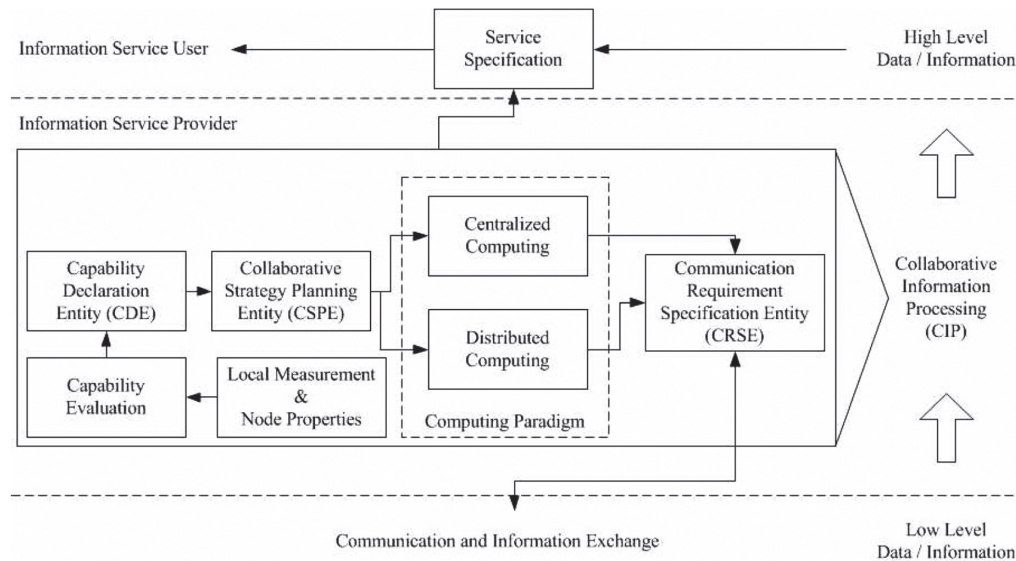 Information Service User
Service
Specification
High Level
Data / Information
Information Service Provider
Centralized
Computing
Capability
Declaration
Entity (CDE)
Collaborative
Strategy Planning
Entity (CSPE)
Communication
Requirement
Specification Entity
(CRSE)
Collaborative
Information
Processing
(CIP)
Distributed
Computing
Capability
Evaluation
Local Measurement
&
Node Properties
Computing Paradigm
Communication and Information Exchange
Low Level
Data / Information